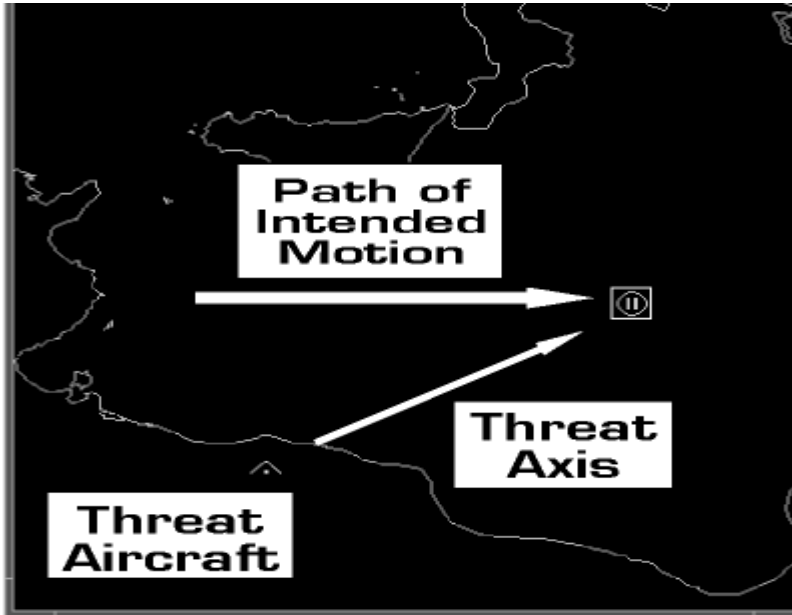 Path of
Intended
Motion
Threat
Axis
Threat
Aircraft